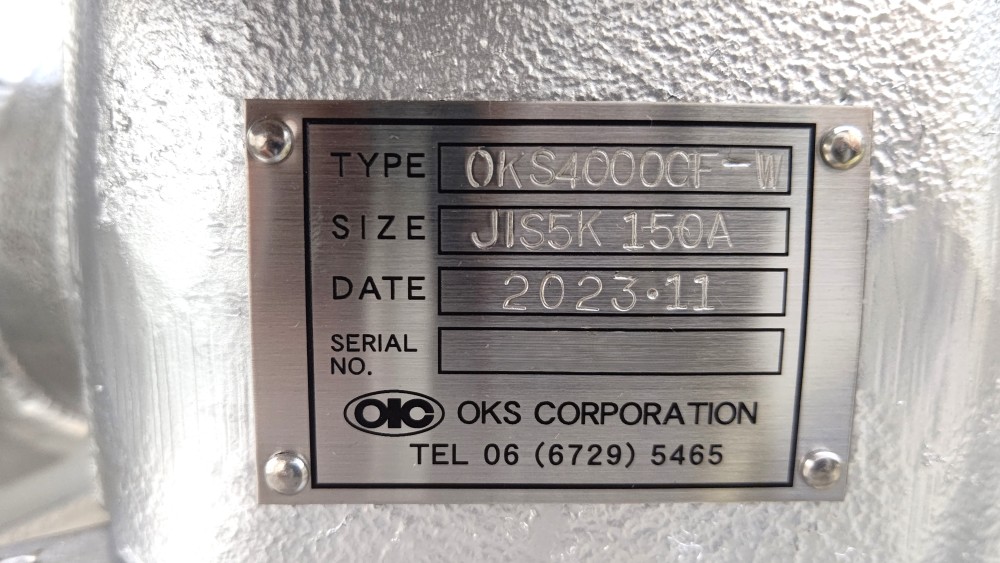 TYPE OKS4000CF-W
SIZE JIS5K 150A
DATE 2023·11
SERIAL NO.
OIC OKS CORPORATION
TEL 06 (6729) 5465